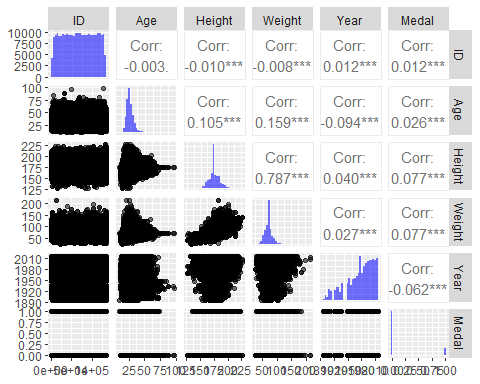 ID Age Height Weight Year Medal
10000
7500
5000
2500
0
Corr: Corr: Corr: Corr: Corr:
-0.003. -0.010*** -0.008*** 0.012*** 0.012***
ID
100
75
50
25
Corr: Corr: Corr: Corr:
0.105*** 0.159*** -0.094*** 0.026***
Age
225
200
175
150
125
Corr: Corr: Corr:
0.787*** 0.040*** 0.077***
Height
200
150
100
50
Corr: Corr:
0.027*** 0.077***
Weight
2010
1980
1950
1920
1890
Corr:
-0.062***
Year
1.00
0.75
0.50
0.25
0.00
Medal